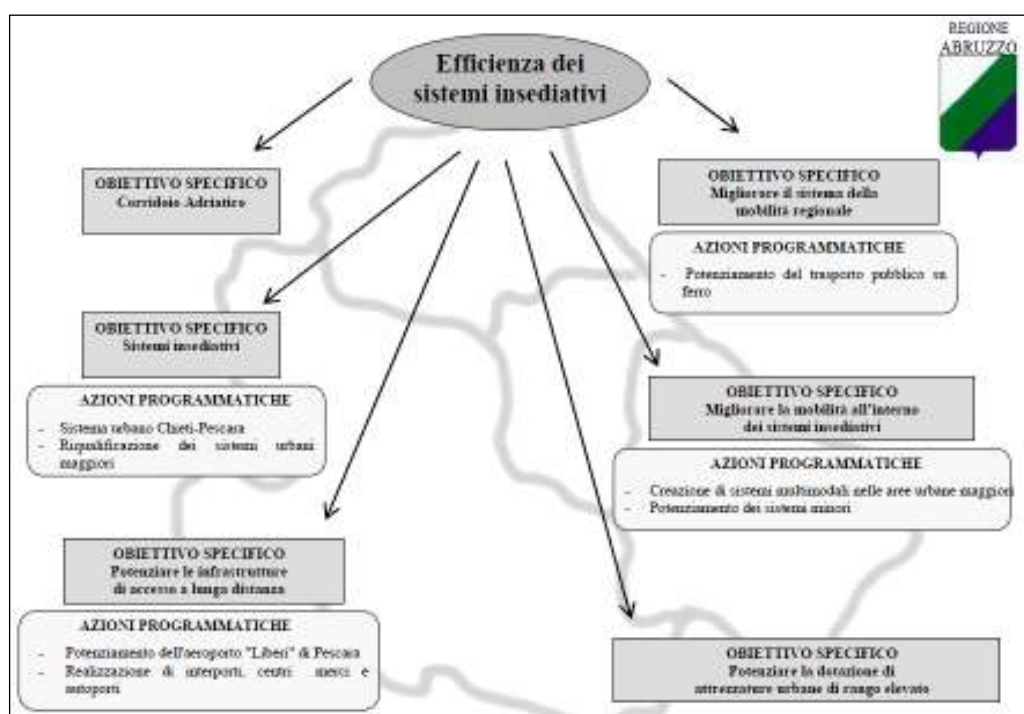 REGIONE
ABRUZZO
Efficienza dei
sistemi insediativi
OBIETTIVO SPECIFICO
Corridoio Adriatico
OBIETTIVO SPECIFICO
Migliorare il sistema della
mobilità regionale
AZIONI PROGRAMMATICHE
- Potenziamento del trasporto pubblico su
ferro
OBIETTIVO SPECIFICO
Sistemi insediativi
AZIONI PROGRAMMATICHE
- Sistema urbano Chieti-Pescara
- Riqualificazione dei sistemi urbani
maggiori
OBIETTIVO SPECIFICO
Migliorare la mobilità all'interno
dei sistemi insediativi
AZIONI PROGRAMMATICHE
- Creazione di sistemi multimodali nelle aree urbane maggiori
- Potenziamento dei sistemi minori
OBIETTIVO SPECIFICO
Potenziare le infrastrutture
di accesso a lunga distanza
AZIONI PROGRAMMATICHE
- Potenziamento dell'aeroporto "Liberi" di Pescara
- Realizzazione di interporti, centri merci e
autoporti
OBIETTIVO SPECIFICO
Potenziare la dotazione di
attrezzature urbane di rango elevato